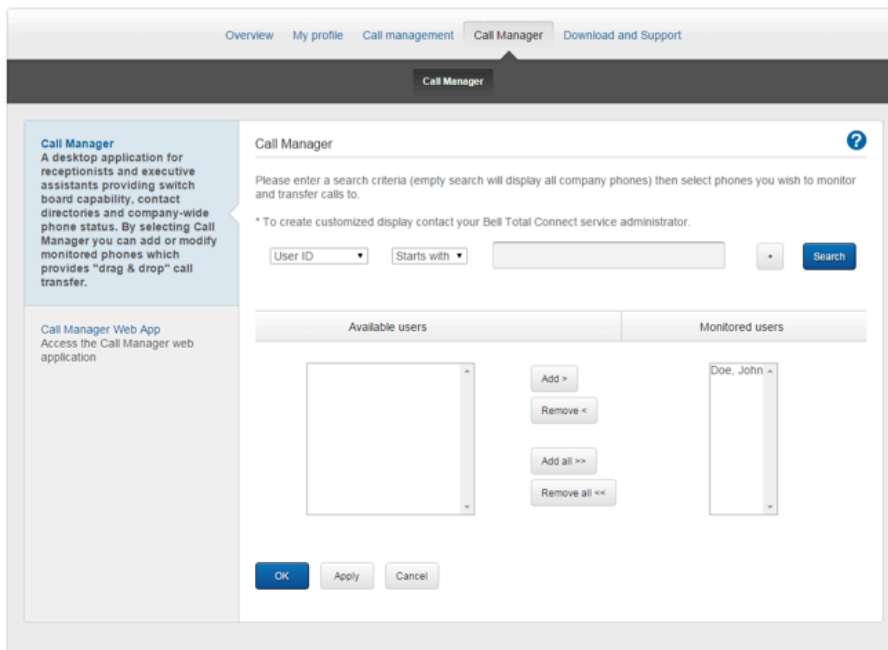 Overview My profile Call management Call Manager Download and Support
Call Manager
Call Manager
A desktop application for
receptionists and executive
assistants providing switch
board capability, contact
directories and company-wide
phone status. By selecting Call
Manager you can add or modify
monitored phones which
provides "drag & drop" call
transfer.
Call Manager Web App
Access the Call Manager web
application
Call Manager ?
Please enter a search criteria (empty search will display all company phones) then select phones you wish to monitor
and transfer calls to.
* To create customized display contact your Bell Total Connect service administrator.
User ID Starts with + Search
Available users Monitored users
Doe, John
Add >
Remove <
Add all >>
Remove all <<
OK Apply Cancel